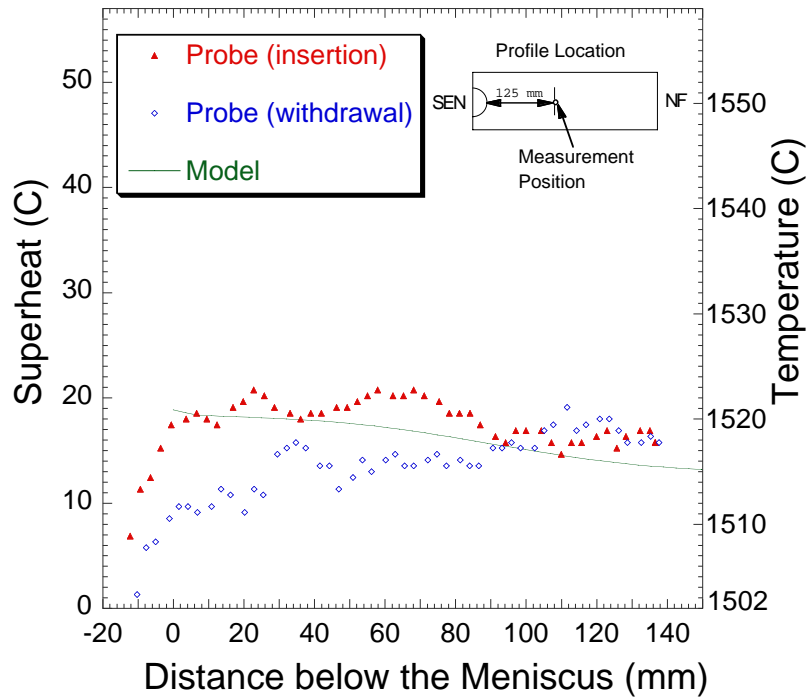 Probe (insertion)
Probe (withdrawal)
Model
Profile Location
SEN
125 mm
NF
Measurement
Position
Superheat (C)
50
40
30
20
10
0
Temperature (C)
1550
1540
1530
1520
1510
1502
-20 0 20 40 60 80 100 120 140
Distance below the Meniscus (mm)